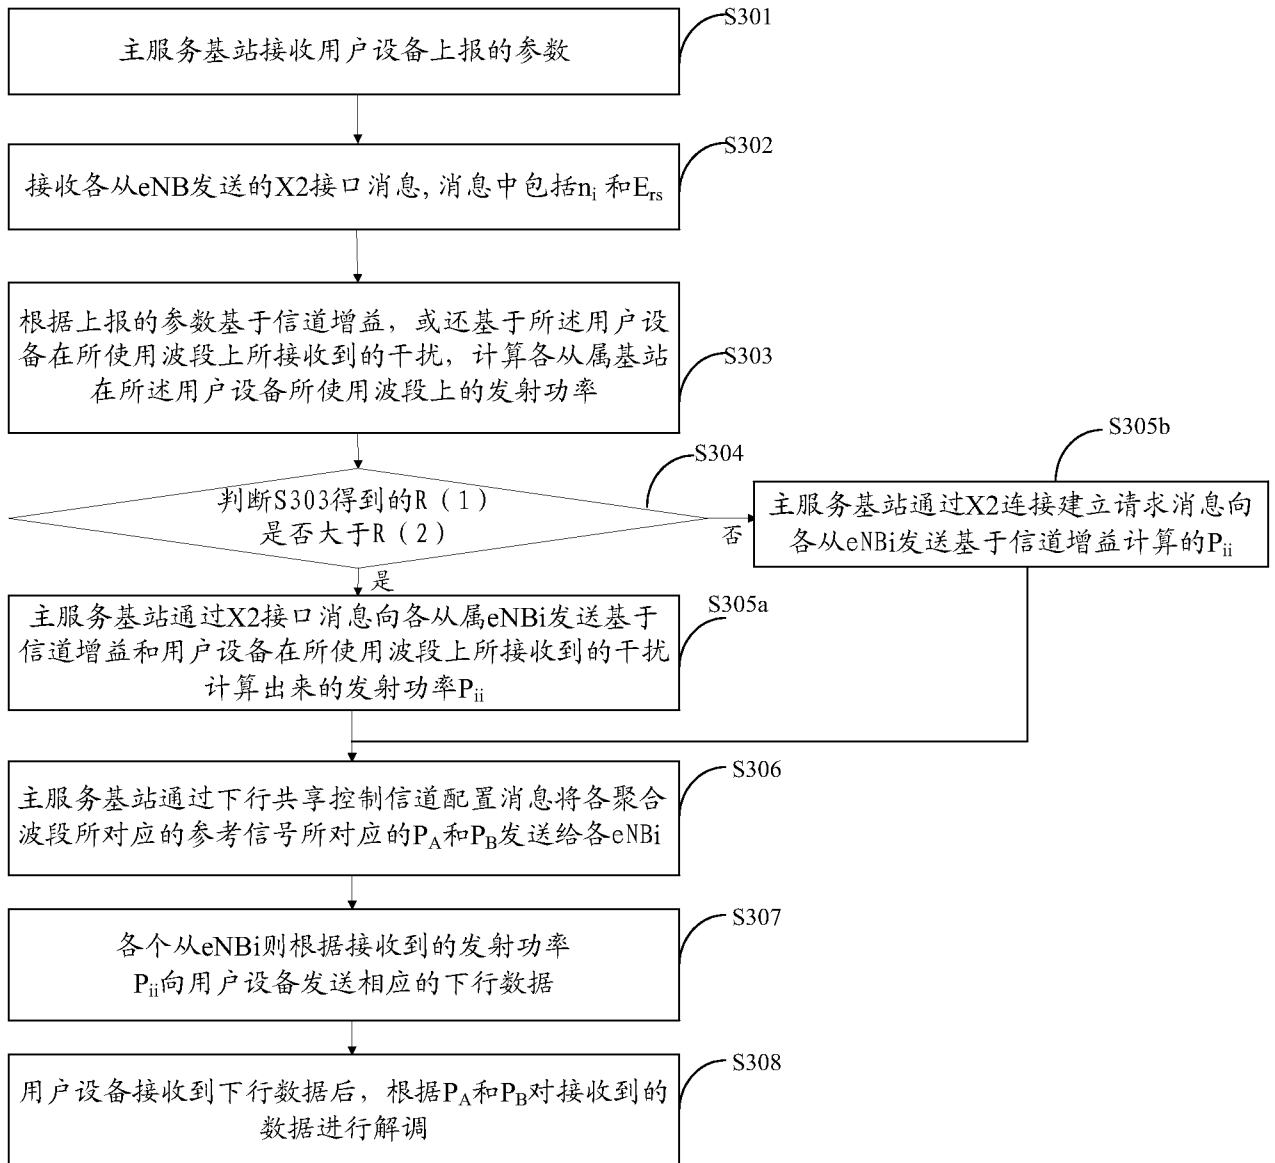 S301
主服务基站接收用户设备上报的参数
S302
接收各从eNB发送的X2接口消息, 消息中包括nᵢ 和Eᵣₛ
根据上报的参数基于信道增益，或还基于所述用户设
备在所使用波段上所接收到的干扰，计算各从属基站
在所述用户设备所使用波段上的发射功率
S303
S304
判断S303得到的R（1）
是否大于R（2）
否
是
S305b
主服务基站通过X2连接建立请求消息向
各从eNBi发送基于信道增益计算的Pᵢᵢ
S305a
主服务基站通过X2接口消息向各从属eNBi发送基于
信道增益和用户设备在所使用波段上所接收到的干扰
计算出来的发射功率Pᵢᵢ
S306
主服务基站通过下行共享控制信道配置消息将各聚合
波段所对应的参考信号所对应的P_A和P_B发送给各eNBi
S307
各个从eNBi则根据接收到的发射功率
Pᵢᵢ向用户设备发送相应的下行数据
S308
用户设备接收到下行数据后，根据P_A和P_B对接收到的
数据进行解调